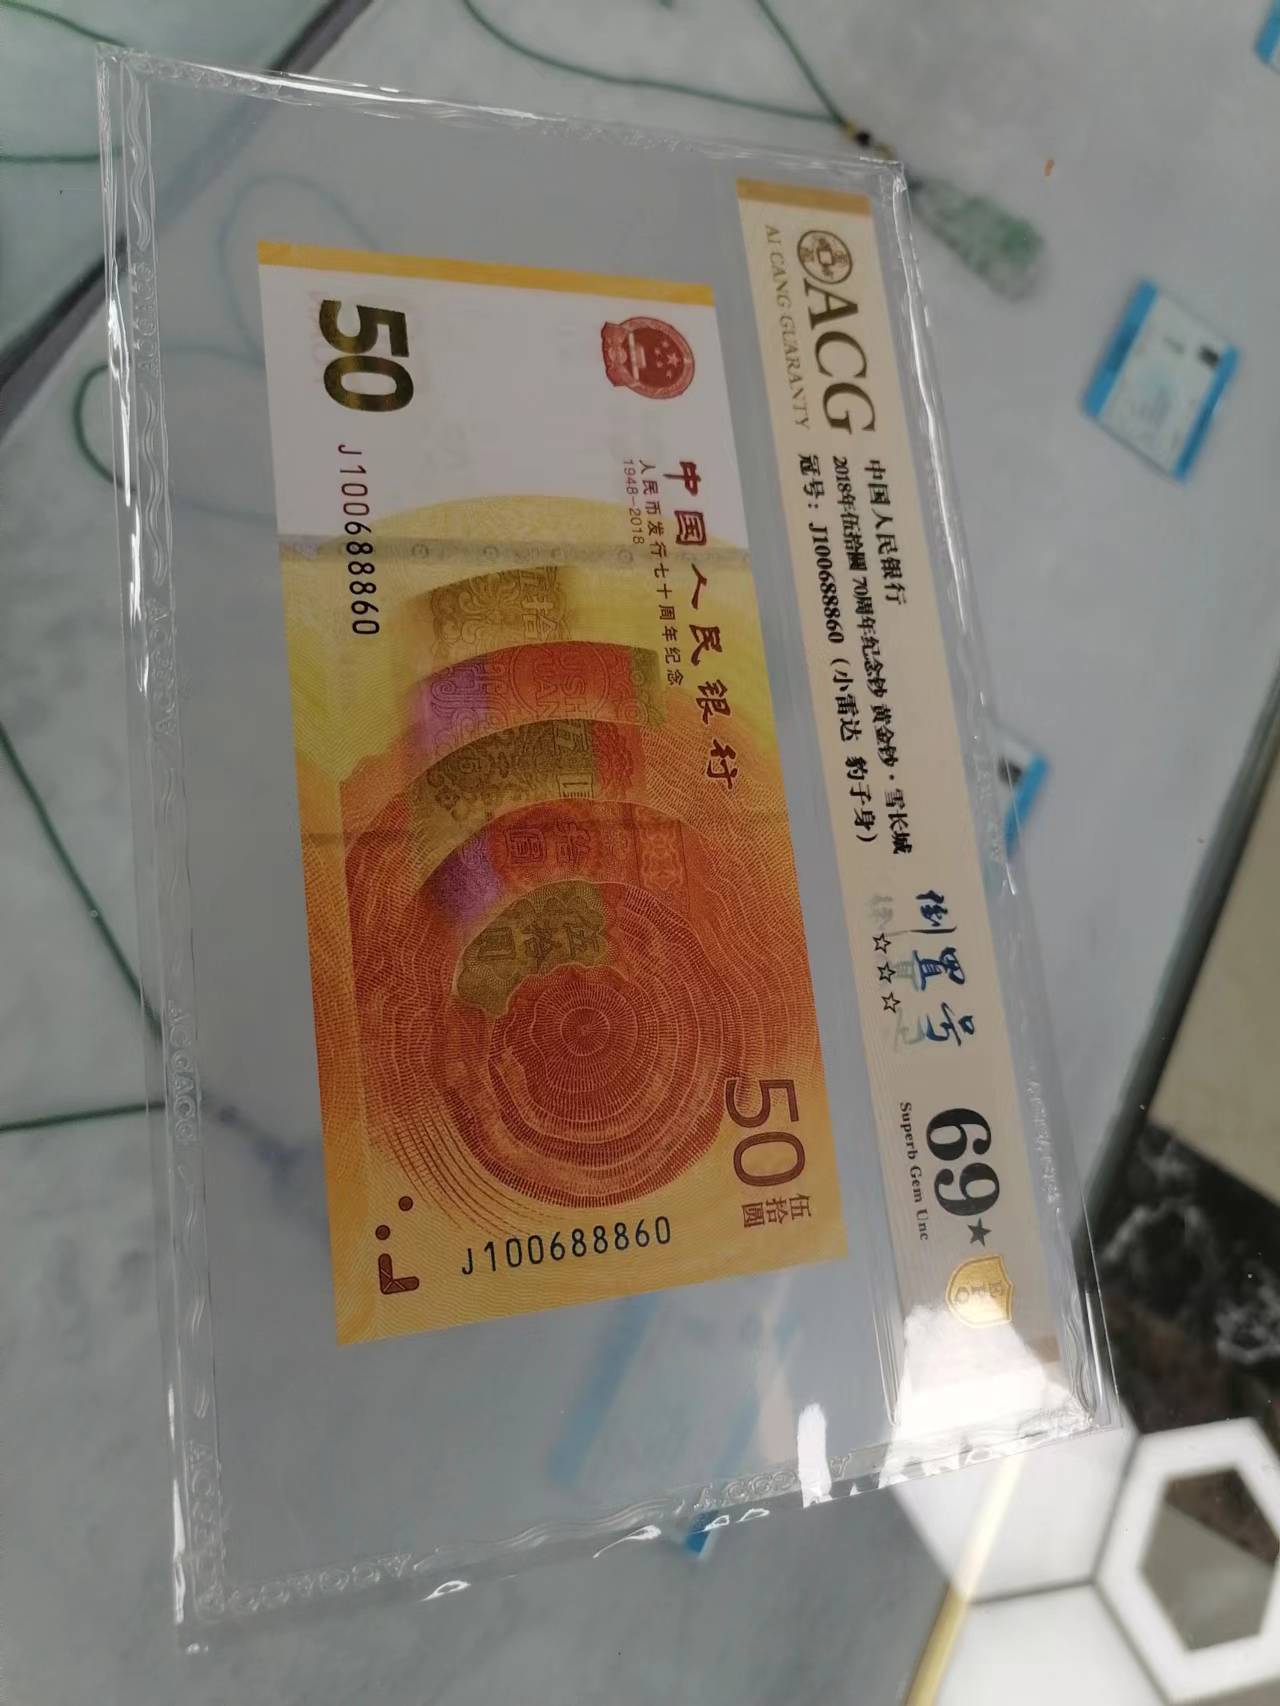 ACG
AI CANG GUARANTY
中国人民银行
2018年伍拾圆 70周年纪念钞 黄金钞·雪长城
冠号：J100688860（小雷达 豹子身）
倒置号
☆☆☆
69★
Superb Gem Unc
EPQ
中国人民银行
人民币发行七十周年纪念
1948-2018
50
J100688860
50
伍拾圆
J100688860